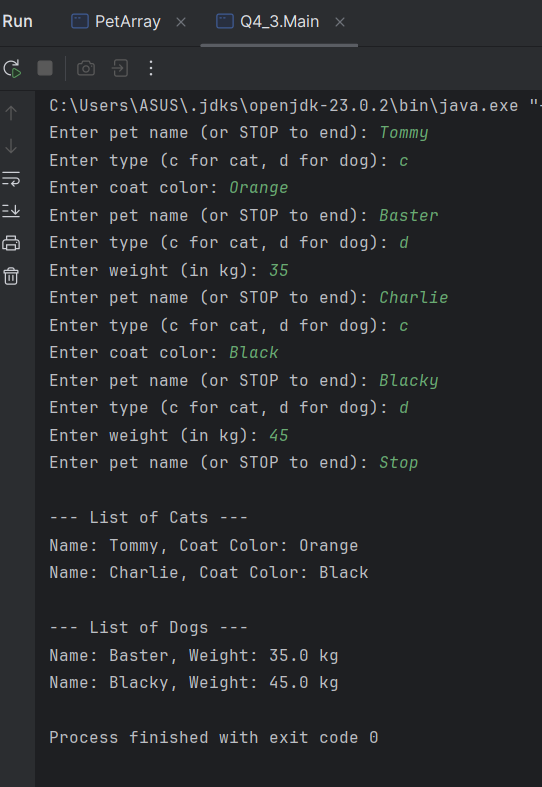 Run PetArray Q4_3.Main
C:\Users\ASUS\.jdks\openjdk-23.0.2\bin\java.exe "-
Enter pet name (or STOP to end): Tommy
Enter type (c for cat, d for dog): c
Enter coat color: Orange
Enter pet name (or STOP to end): Baster
Enter type (c for cat, d for dog): d
Enter weight (in kg): 35
Enter pet name (or STOP to end): Charlie
Enter type (c for cat, d for dog): c
Enter coat color: Black
Enter pet name (or STOP to end): Blacky
Enter type (c for cat, d for dog): d
Enter weight (in kg): 45
Enter pet name (or STOP to end): Stop
--- List of Cats ---
Name: Tommy, Coat Color: Orange
Name: Charlie, Coat Color: Black
--- List of Dogs ---
Name: Baster, Weight: 35.0 kg
Name: Blacky, Weight: 45.0 kg
Process finished with exit code 0